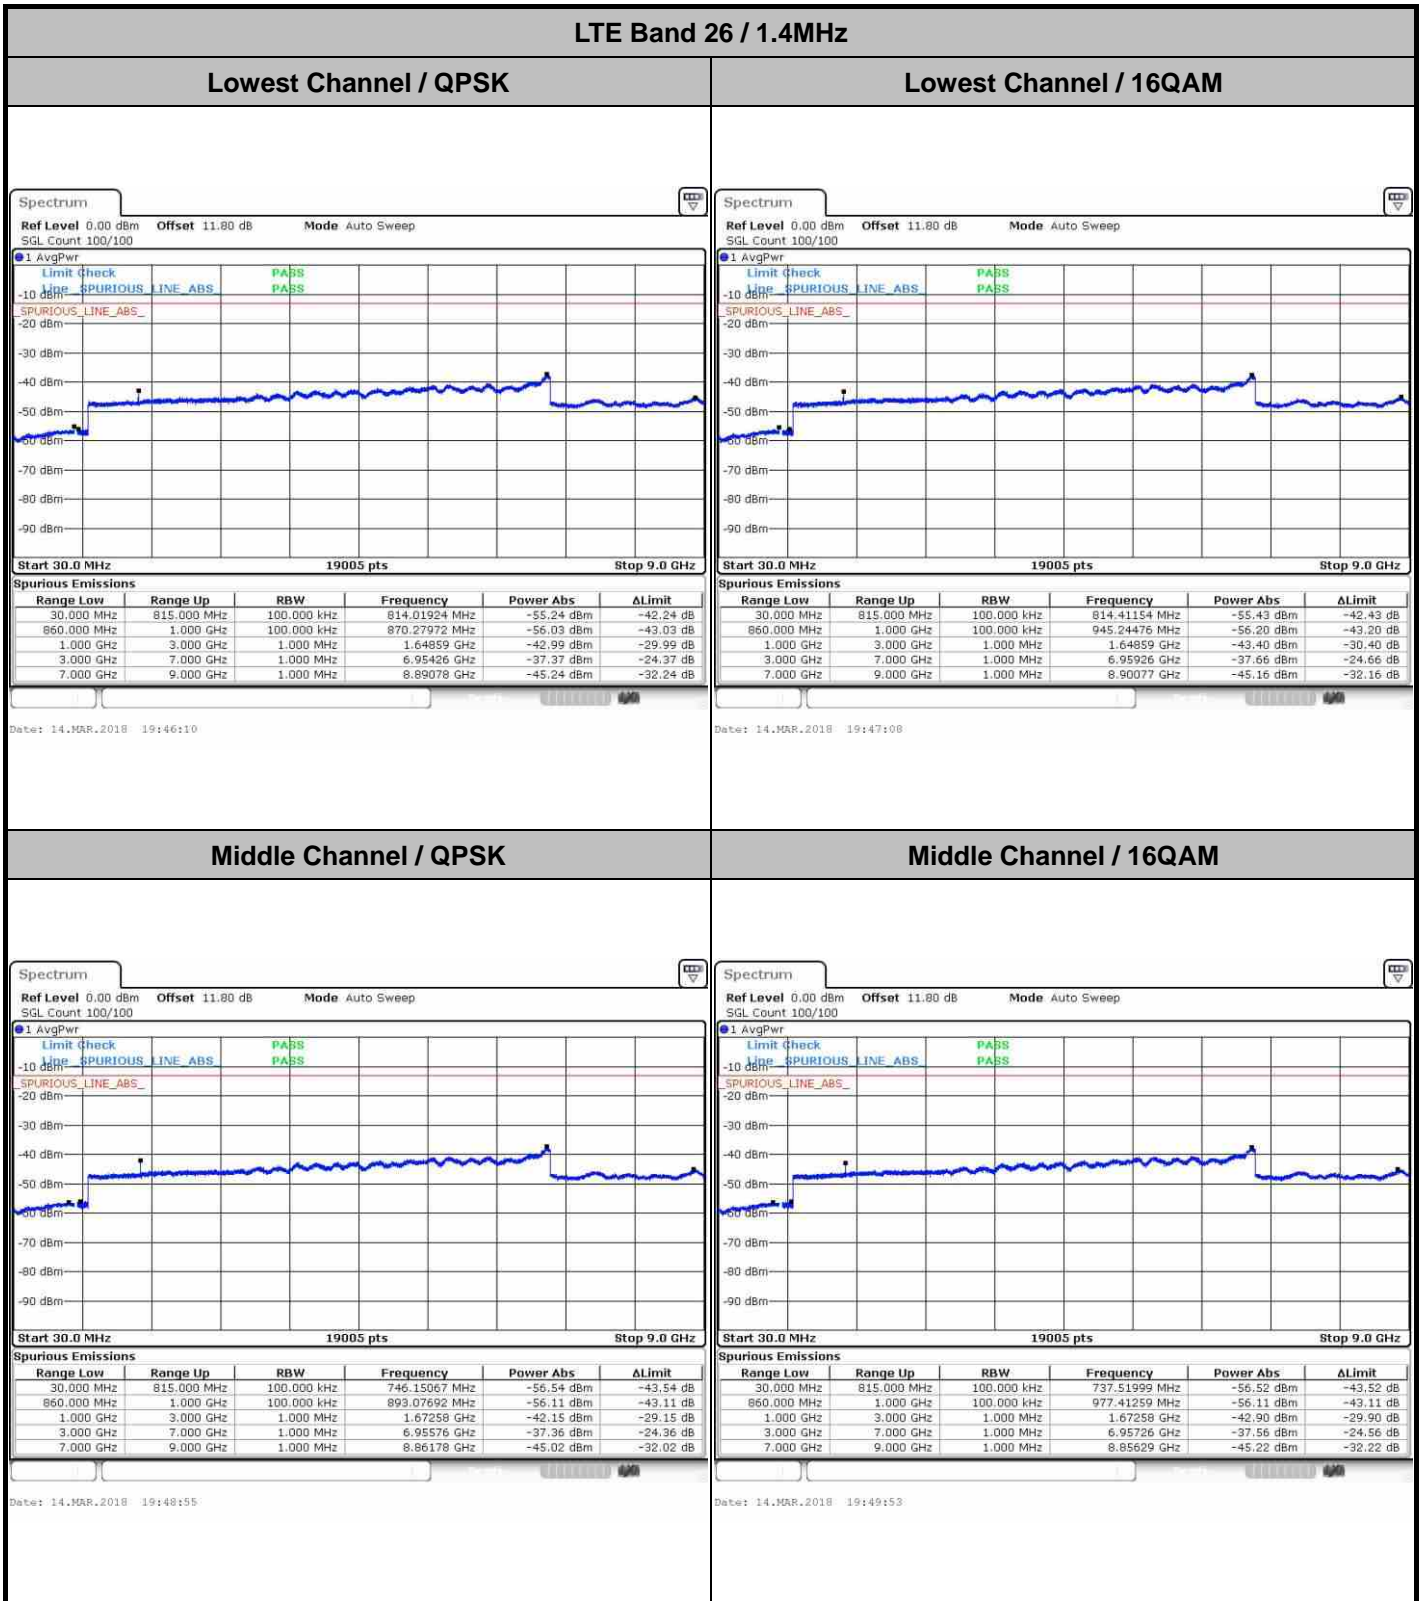 LTE Band 26 / 1.4MHz
Lowest Channel / QPSK
Lowest Channel / 16QAM
Spectrum
Ref Level 0.00 dBm Offset 11.80 dB Mode Auto Sweep
SGL Count 100/100
1 AvgPwr
Limit Check PASS
Line _SPURIOUS_LINE_ABS_ PASS
-10 dBm
_SPURIOUS_LINE_ABS_
-20 dBm
-30 dBm
-40 dBm
-50 dBm
-60 dBm
-70 dBm
-80 dBm
-90 dBm
Start 30.0 MHz 19005 pts Stop 9.0 GHz
Spurious Emissions
Range Low Range Up RBW Frequency Power Abs ΔLimit
30.000 MHz 815.000 MHz 100.000 kHz 814.01924 MHz -55.24 dBm -42.24 dB
860.000 MHz 1.000 GHz 100.000 kHz 870.27972 MHz -56.03 dBm -43.03 dB
1.000 GHz 3.000 GHz 1.000 MHz 1.64859 GHz -42.99 dBm -29.99 dB
3.000 GHz 7.000 GHz 1.000 MHz 6.95426 GHz -37.37 dBm -24.37 dB
7.000 GHz 9.000 GHz 1.000 MHz 8.89078 GHz -45.24 dBm -32.24 dB
Date: 14.MAR.2018 19:46:10
Spectrum
Ref Level 0.00 dBm Offset 11.80 dB Mode Auto Sweep
SGL Count 100/100
1 AvgPwr
Limit Check PASS
Line _SPURIOUS_LINE_ABS_ PASS
-10 dBm
_SPURIOUS_LINE_ABS_
-20 dBm
-30 dBm
-40 dBm
-50 dBm
-60 dBm
-70 dBm
-80 dBm
-90 dBm
Start 30.0 MHz 19005 pts Stop 9.0 GHz
Spurious Emissions
Range Low Range Up RBW Frequency Power Abs ΔLimit
30.000 MHz 815.000 MHz 100.000 kHz 814.41154 MHz -55.43 dBm -42.43 dB
860.000 MHz 1.000 GHz 100.000 kHz 945.24476 MHz -56.20 dBm -43.20 dB
1.000 GHz 3.000 GHz 1.000 MHz 1.64859 GHz -43.40 dBm -30.40 dB
3.000 GHz 7.000 GHz 1.000 MHz 6.95926 GHz -37.66 dBm -24.66 dB
7.000 GHz 9.000 GHz 1.000 MHz 8.90077 GHz -45.16 dBm -32.16 dB
Date: 14.MAR.2018 19:47:08
Middle Channel / QPSK
Middle Channel / 16QAM
Spectrum
Ref Level 0.00 dBm Offset 11.80 dB Mode Auto Sweep
SGL Count 100/100
1 AvgPwr
Limit Check PASS
Line _SPURIOUS_LINE_ABS_ PASS
-10 dBm
_SPURIOUS_LINE_ABS_
-20 dBm
-30 dBm
-40 dBm
-50 dBm
-60 dBm
-70 dBm
-80 dBm
-90 dBm
Start 30.0 MHz 19005 pts Stop 9.0 GHz
Spurious Emissions
Range Low Range Up RBW Frequency Power Abs ΔLimit
30.000 MHz 815.000 MHz 100.000 kHz 746.15067 MHz -56.54 dBm -43.54 dB
860.000 MHz 1.000 GHz 100.000 kHz 893.07692 MHz -56.11 dBm -43.11 dB
1.000 GHz 3.000 GHz 1.000 MHz 1.67258 GHz -42.15 dBm -29.15 dB
3.000 GHz 7.000 GHz 1.000 MHz 6.95576 GHz -37.36 dBm -24.36 dB
7.000 GHz 9.000 GHz 1.000 MHz 8.86178 GHz -45.02 dBm -32.02 dB
Date: 14.MAR.2018 19:48:55
Spectrum
Ref Level 0.00 dBm Offset 11.80 dB Mode Auto Sweep
SGL Count 100/100
1 AvgPwr
Limit Check PASS
Line _SPURIOUS_LINE_ABS_ PASS
-10 dBm
_SPURIOUS_LINE_ABS_
-20 dBm
-30 dBm
-40 dBm
-50 dBm
-60 dBm
-70 dBm
-80 dBm
-90 dBm
Start 30.0 MHz 19005 pts Stop 9.0 GHz
Spurious Emissions
Range Low Range Up RBW Frequency Power Abs ΔLimit
30.000 MHz 815.000 MHz 100.000 kHz 737.51999 MHz -56.52 dBm -43.52 dB
860.000 MHz 1.000 GHz 100.000 kHz 977.41259 MHz -56.11 dBm -43.11 dB
1.000 GHz 3.000 GHz 1.000 MHz 1.67258 GHz -42.90 dBm -29.90 dB
3.000 GHz 7.000 GHz 1.000 MHz 6.95726 GHz -37.56 dBm -24.56 dB
7.000 GHz 9.000 GHz 1.000 MHz 8.85629 GHz -45.22 dBm -32.22 dB
Date: 14.MAR.2018 19:49:53